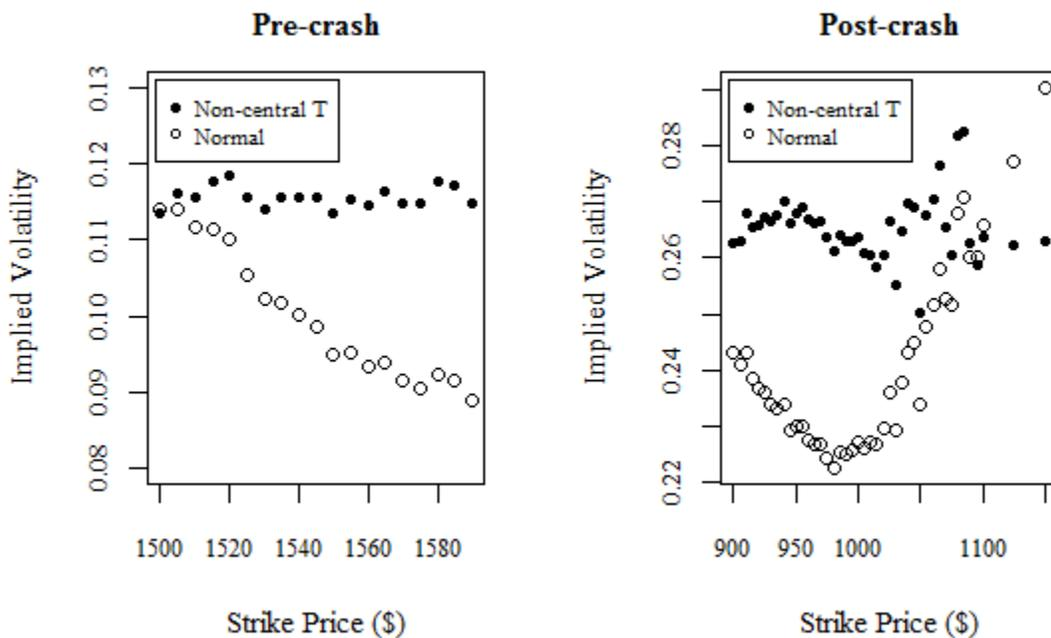 Pre-crash
Non-central T
Normal
0.13
0.12
0.11
0.10
0.09
0.08
Implied Volatility
1500 1520 1540 1560 1580
Strike Price ($)
Post-crash
Non-central T
Normal
0.28
0.26
0.24
0.22
Implied Volatility
900 950 1000 1100
Strike Price ($)